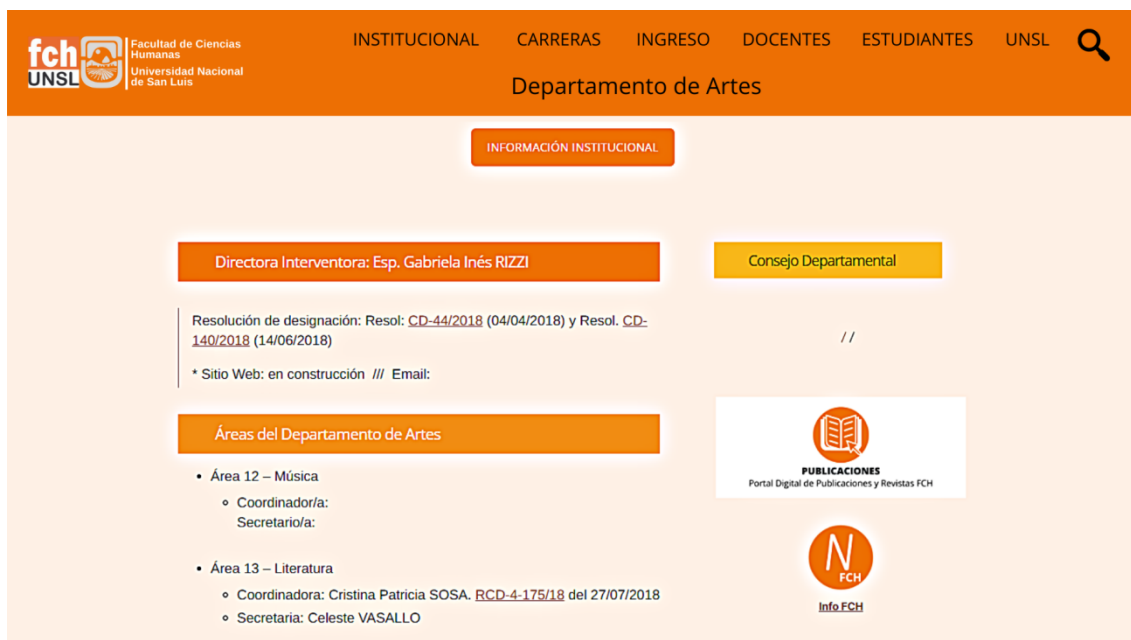 fch
UNSL
Facultad de Ciencias
Humanas
Universidad Nacional
de San Luis
INSTITUCIONAL CARRERAS INGRESO DOCENTES ESTUDIANTES UNSL
Departamento de Artes
INFORMACIÓN INSTITUCIONAL
Directora Interventora: Esp. Gabriela Inés RIZZI
Resolución de designación: Resol: CD-44/2018 (04/04/2018) y Resol. CD-
140/2018 (14/06/2018)
* Sitio Web: en construcción /// Email:
Áreas del Departamento de Artes
• Área 12 – Música
Coordinador/a:
Secretario/a:
• Área 13 – Literatura
Coordinadora: Cristina Patricia SOSA. RCD-4-175/18 del 27/07/2018
Secretaria: Celeste VASALLO
Consejo Departamental
/ /
PUBLICACIONES
Portal Digital de Publicaciones y Revistas FCH
N
FCH
Info FCH